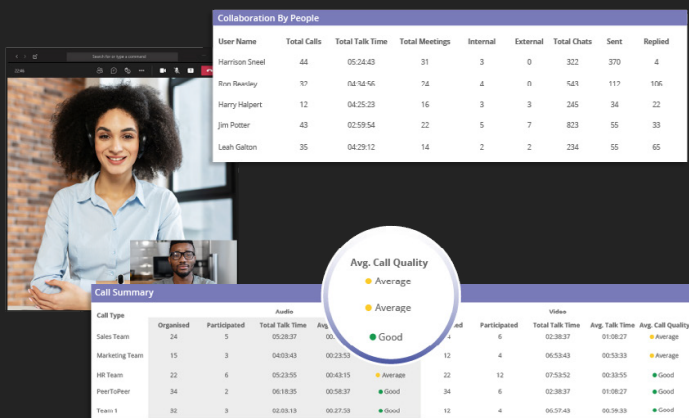 Collaboration By People
User Name Total Calls Total Talk Time Total Meetings Internal External Total Chats Sent Replied
Harrison Sneel 44 05:24:43 31 3 0 322 370 4
Ron Beasley 32 04:34:56 24 4 0 543 112 106
Harry Halpert 12 04:25:23 16 3 3 245 34 22
Jim Potter 43 02:59:54 22 5 7 823 55 33
Leah Galton 35 04:29:12 14 2 2 234 55 65
Search for or type a command
Avg. Call Quality
Average
Average
Good
Call Summary
Call Type Audio Video
Organised Participated Total Talk Time Participated Total Talk Time Avg. Talk Time Avg. Call Quality
Sales Team 24 5 05:28:37 6 02:38:37 01:08:27 Average
Marketing Team 15 3 04:03:43 00:23:53 12 4 06:53:43 00:53:33 Average
HR Team 22 6 05:23:55 00:43:15 Average 22 12 07:53:52 00:33:55 Good
PeerToPeer 34 2 06:18:35 00:58:37 Good 34 6 02:38:37 01:08:27 Good
Team 1 32 3 02:03:13 00:27:53 Good 12 4 06:57:43 00:59:33 Good